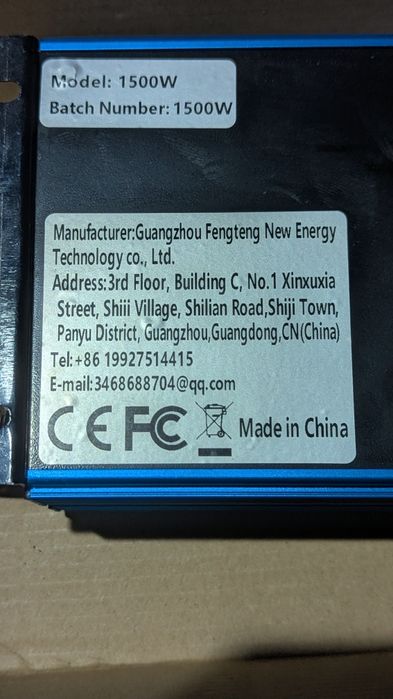 Model: 1500W
Batch Number: 1500W
Manufacturer:Guangzhou Fengteng New Energy
Technology co., Ltd.
Address:3rd Floor, Building C, No.1 Xinxuxia
Street, Shiii Village, Shilian Road,Shiji Town,
Panyu District, Guangzhou,Guangdong,CN(China)
Tel:+86 19927514415
E-mail:3468688704@qq.com
CE FC Made in China